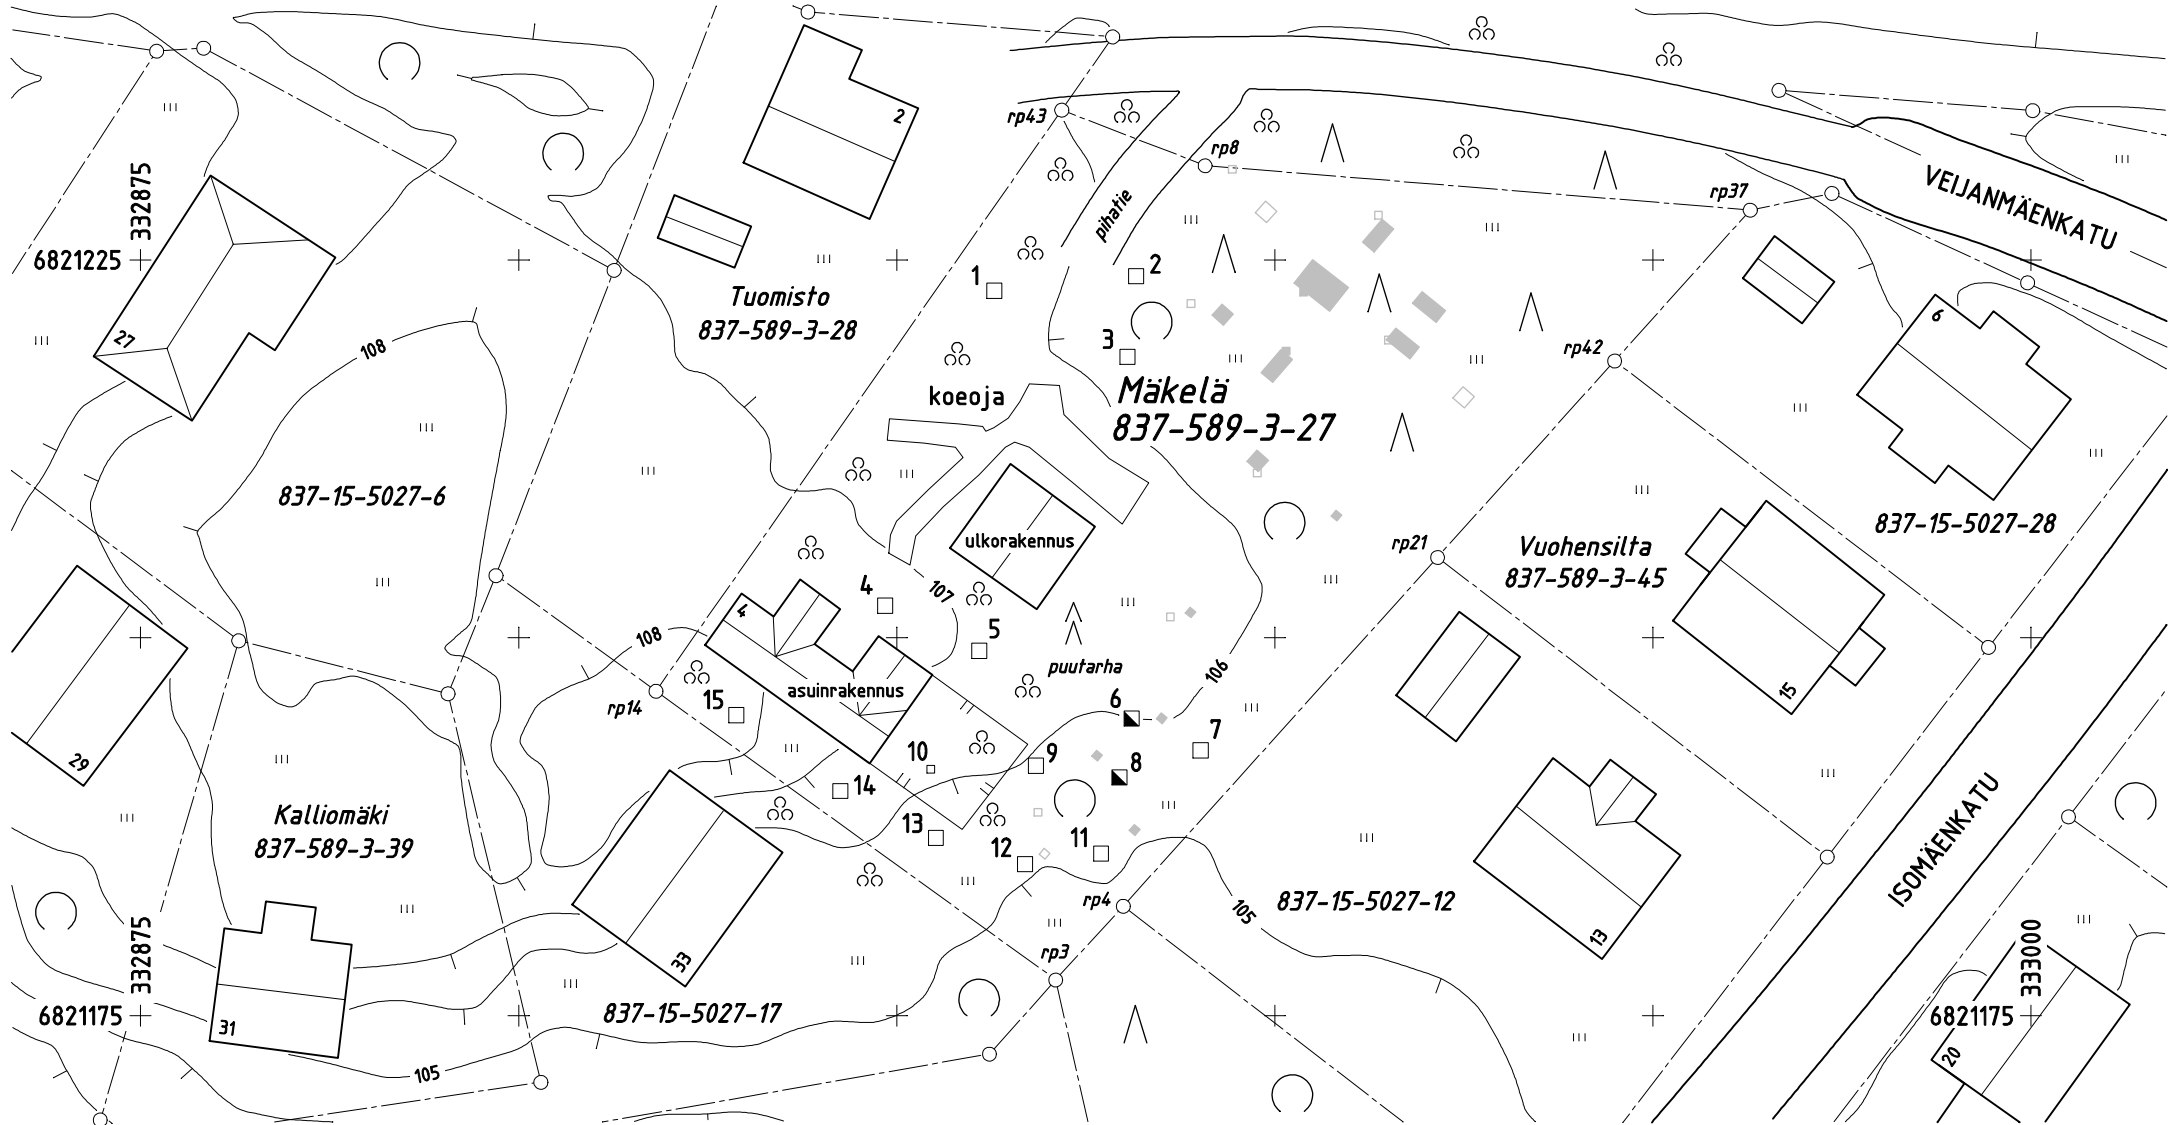 2
rp43
rp8
VEIJANMÄENKATU
332875
rp37
pihatie
6821225
1
2
Tuomisto
837-589-3-28
6
27
108
3
rp42
koeoja
Mäkelä
837-589-3-27
837-15-5027-6
837-15-5027-28
ulkorakennus
rp21
Vuohensilta
837-589-3-45
4
107
4
5
108
puutarha
106
asuinrakennus
15
rp14
15
6
7
29
10
9
8
14
ISOMÄENKATU
Kalliomäki
837-589-3-39
13
12
11
rp4
105
837-15-5027-12
13
332875
rp3
33
333000
837-15-5027-17
6821175
31
6821175
20
105